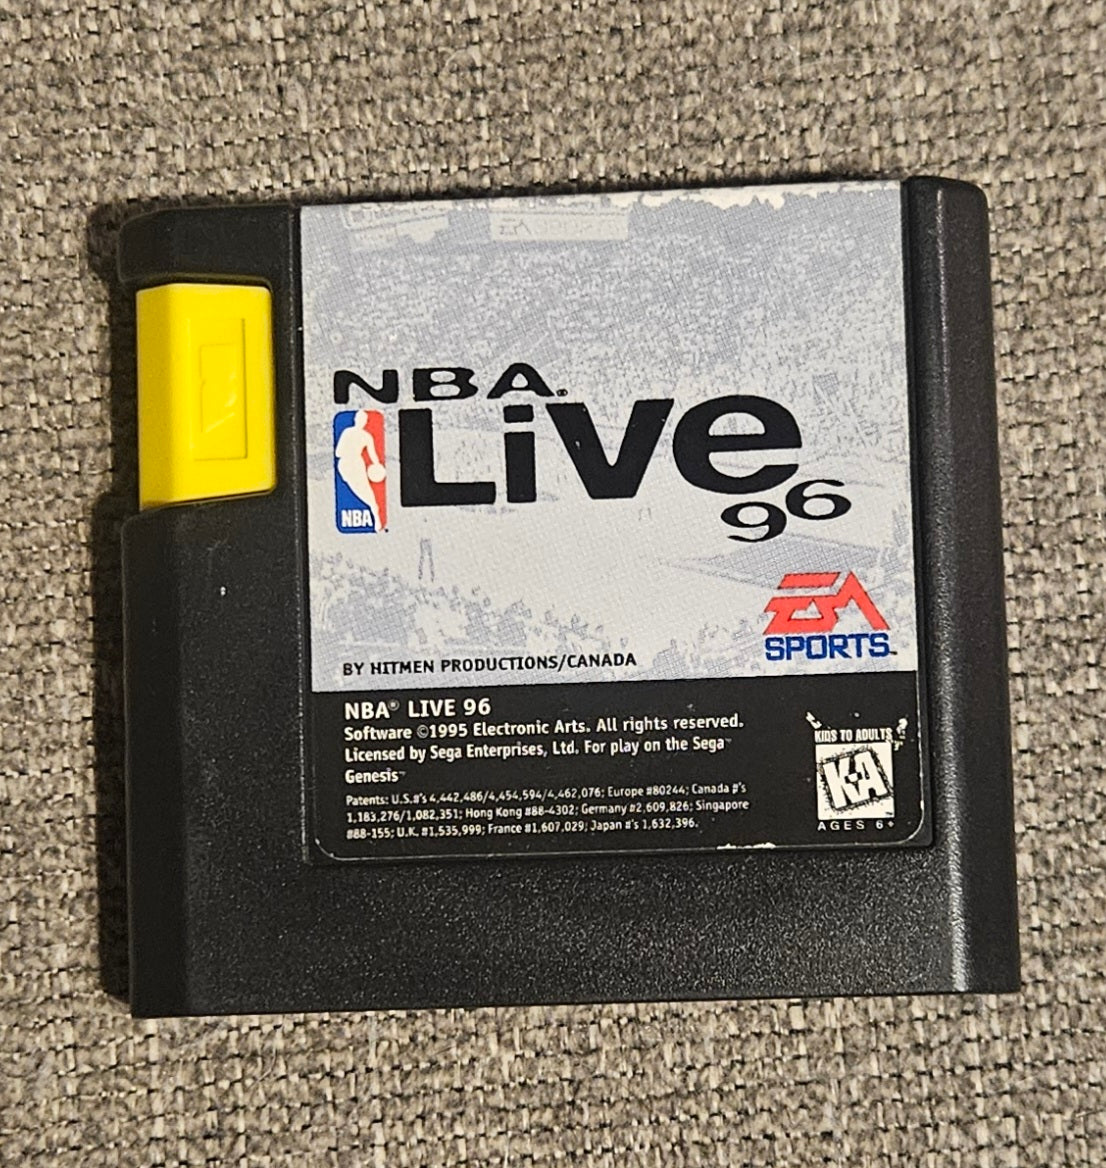 NBA®
Live
96
NBA
EA
SPORTS™
BY HITMEN PRODUCTIONS/CANADA
NBA® LIVE 96
Software ©1995 Electronic Arts. All rights reserved.
Licensed by Sega Enterprises, Ltd. For play on the Sega™
Genesis™
Patents: U.S.#'s 4,442,486/4,454,594/4,462,076; Europe #80244; Canada #'s
1,183,276/1,082,351; Hong Kong #88-4302; Germany #2,609,826; Singapore
#88-155; U.K. #1,535,999; France #1,607,029; Japan #'s 1,632,396.
KIDS TO ADULTS
K-A
AGES 6+